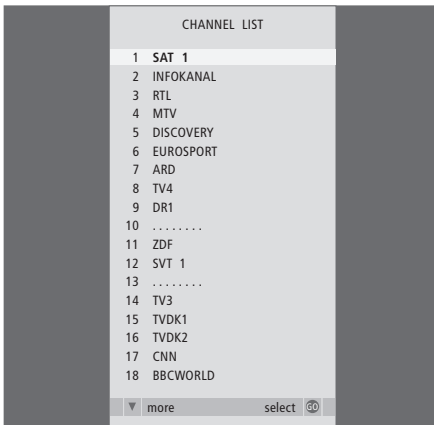 CHANNEL LIST
1 SAT 1
2 INFOKANAL
3 RTL
4 MTV
5 DISCOVERY
6 EUROSPORT
7 ARD
8 TV4
9 DR1
10 ........
11 ZDF
12 SVT 1
13 ........
14 TV3
15 TVDK1
16 TVDK2
17 CNN
18 BBCWORLD
▼ more select GO